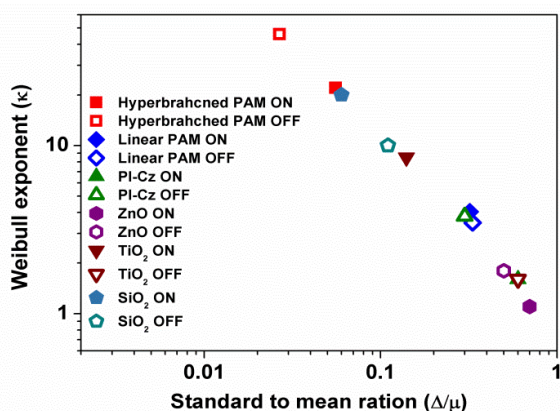 Weibull exponent (κ)
10
1
Hyperbrahcned PAM ON
Hyperbrahcned PAM OFF
Linear PAM ON
Linear PAM OFF
PI-Cz ON
PI-Cz OFF
ZnO ON
ZnO OFF
TiO₂ ON
TiO₂ OFF
SiO₂ ON
SiO₂ OFF
0.01 0.1 1
Standard to mean ration (Δ/μ)